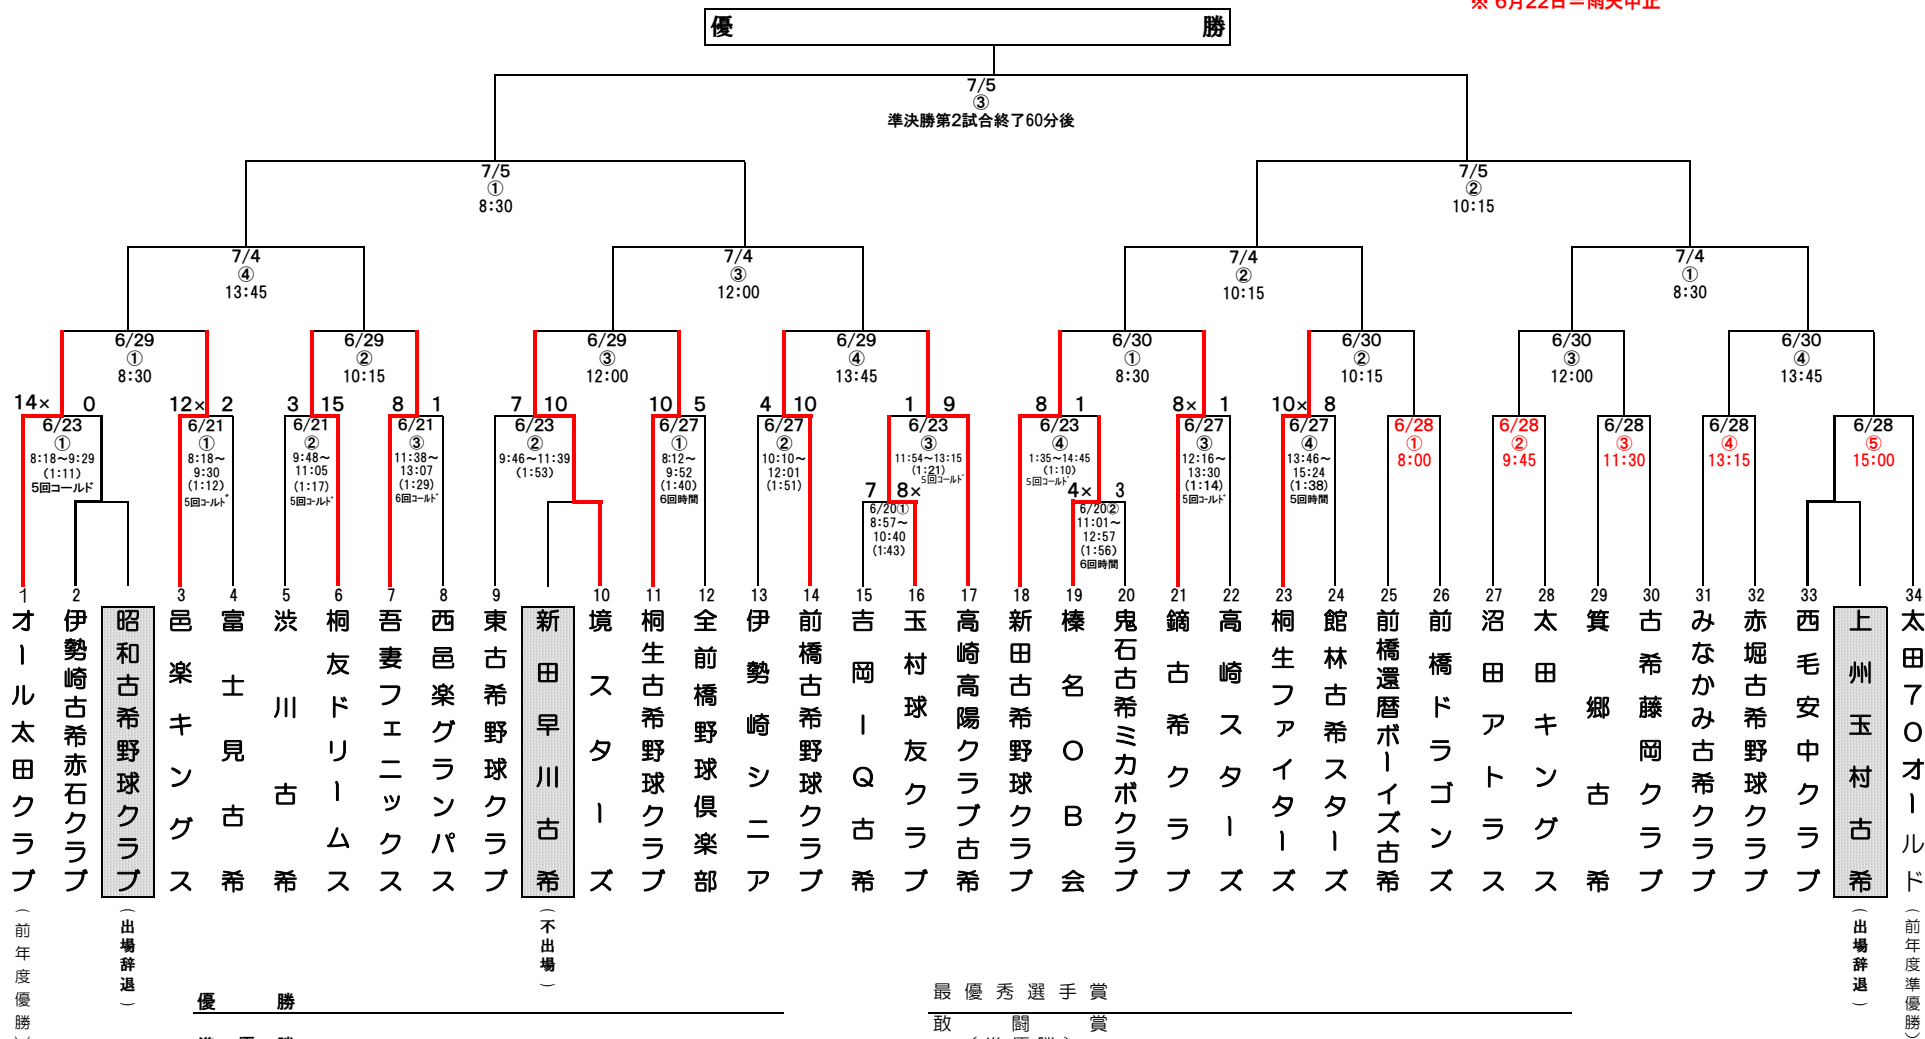 ※ 6月22日＝雨天中止
優 勝
7/5
③
準決勝第2試合終了60分後
7/5
①
8:30
7/5
②
10:15
7/4
④
13:45
7/4
③
12:00
7/4
②
10:15
7/4
①
8:30
6/29
①
8:30
6/29
②
10:15
6/29
③
12:00
6/29
④
13:45
6/30
①
8:30
6/30
②
10:15
6/30
③
12:00
6/30
④
13:45
14× 0
6/23
①
8:18～9:29
(1:11)
5回コールド
12× 2
6/21
①
8:18～
9:30
(1:12)
5回コールド
3 15
6/21
②
9:48～
11:05
(1:17)
5回コールド
8 1
6/21
③
11:38～
13:07
(1:29)
6回コールド
7 10
6/23
②
9:46～11:39
(1:53)
10 5
6/27
①
8:12～
9:52
(1:40)
6回時間
4 10
6/27
②
10:10～
12:01
(1:51)
1 9
6/23
③
11:54～13:15
(1:21)
5回コールド
7 8×
6/20①
8:57～
10:40
(1:43)
8 1
6/23
④
1:35～14:45
(1:10)
5回コールド
4× 3
6/20②
11:01～
12:57
(1:56)
6回時間
8× 1
6/27
③
12:16～
13:30
(1:14)
5回コールド
10× 8
6/27
④
13:46～
15:24
(1:38)
5回時間
6/28
①
8:00
6/28
②
9:45
6/28
③
11:30
6/28
④
13:15
6/28
⑤
15:00
1
オール太田クラブ
（前年度優勝）
2
伊勢崎古希赤石クラブ
昭和古希野球クラブ
（出場辞退）
3
邑楽キングス
4
富士見古希
5
渋川古希
6
桐友ドリームス
7
吾妻フェニックス
8
西邑楽グランパス
9
東古希野球クラブ
新田早川古希
（不出場）
10
境スターズ
11
桐生古希野球クラブ
12
全前橋野球倶楽部
13
伊勢崎シニア
14
前橋古希野球クラブ
15
吉岡ーQ古希
16
玉村球友クラブ
17
高崎高陽クラブ古希
18
新田古希野球クラブ
19
榛名OB会
20
鬼石古希ミカボクラブ
21
鏑古希クラブ
22
高崎スターズ
23
桐生ファイターズ
24
館林古希スターズ
25
前橋還暦ボーイズ古希
26
前橋ドラゴンズ
27
沼田アトラス
28
太田キングス
29
箕郷古希
30
古希藤岡クラブ
31
みなかみ古希クラブ
32
赤堀古希野球クラブ
33
西毛安中クラブ
上州玉村古希
（出場辞退）
34
太田70オールド
（前年度準優勝）
優 勝
準 優 勝
最優秀選手賞
敢闘賞
（準優勝）